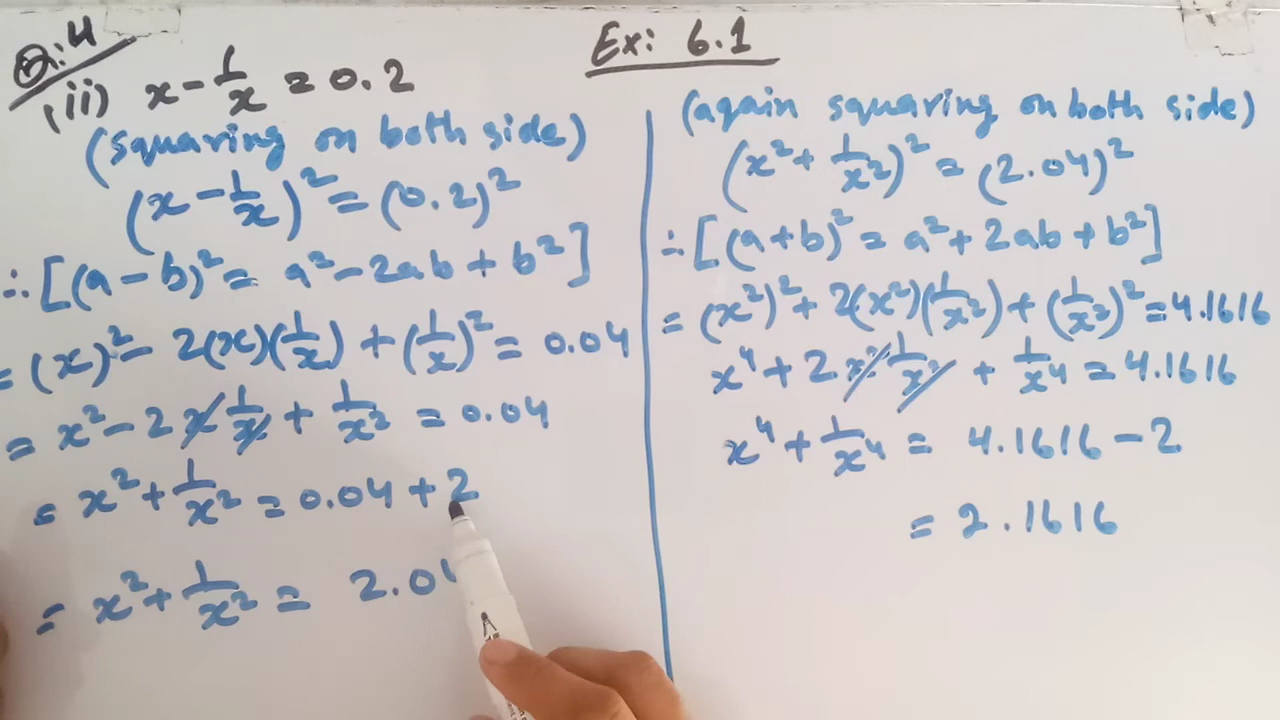 Q:4
Ex: 6.1
(ii) x - 1/x = 0.2
(squaring on both side)
(x - 1/x)² = (0.2)²
∴ [(a - b)² = a² - 2ab + b²]
= (x)² - 2(x)(1/x) + (1/x)² = 0.04
= x² - 2 x 1/x + 1/x² = 0.04
= x² + 1/x² = 0.04 + 2
= x² + 1/x² = 2.04
(again squaring on both side)
(x² + 1/x²)² = (2.04)²
∴ [(a + b)² = a² + 2ab + b²]
= (x²)² + 2(x²)(1/x²) + (1/x²)² = 4.1616
x⁴ + 2 x² 1/x² + 1/x⁴ = 4.1616
x⁴ + 1/x⁴ = 4.1616 - 2
= 2.1616